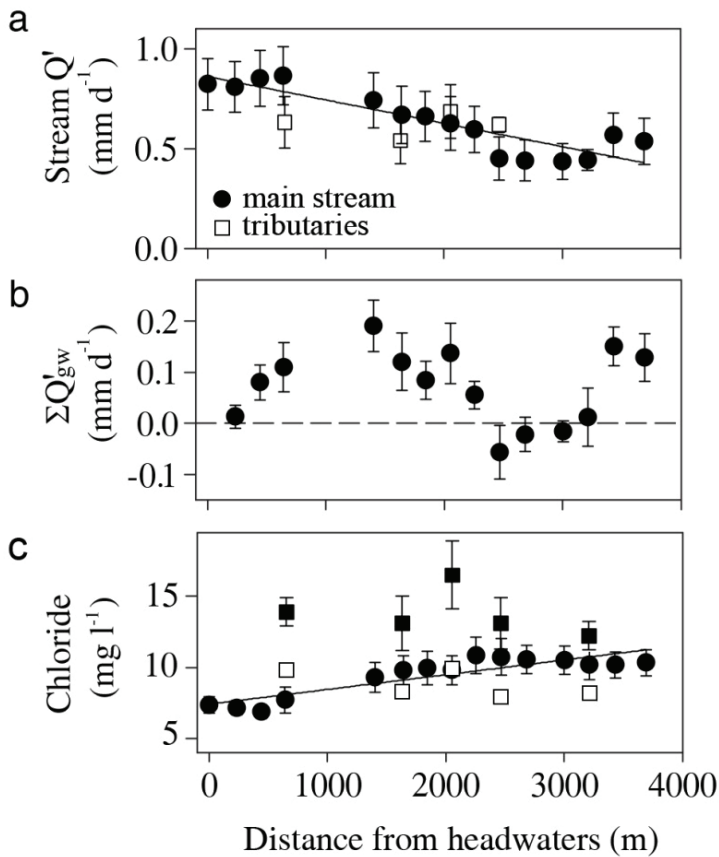 a
Stream Q' (mm d⁻¹)
1.0
0.5
0.0
main stream
tributaries
b
ΣQ'gw (mm d⁻¹)
0.2
0.1
0.0
-0.1
c
Chloride (mg l⁻¹)
15
10
5
0 1000 2000 3000 4000
Distance from headwaters (m)